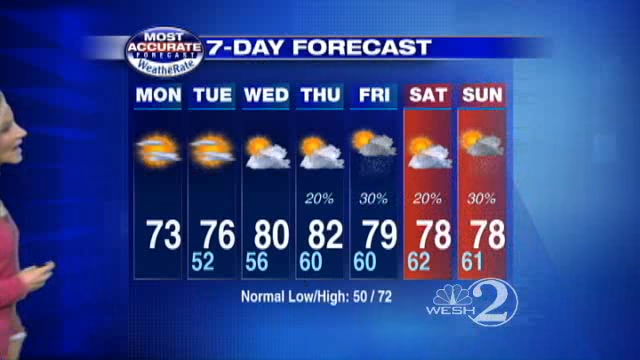 MOST
ACCURATE
FORECAST
WeatheRate
7-DAY FORECAST
MON TUE WED THU FRI SAT SUN
20% 30% 20% 30%
73 76 80 82 79 78 78
52 56 60 60 62 61
Normal Low/High: 50 / 72
WESH 2